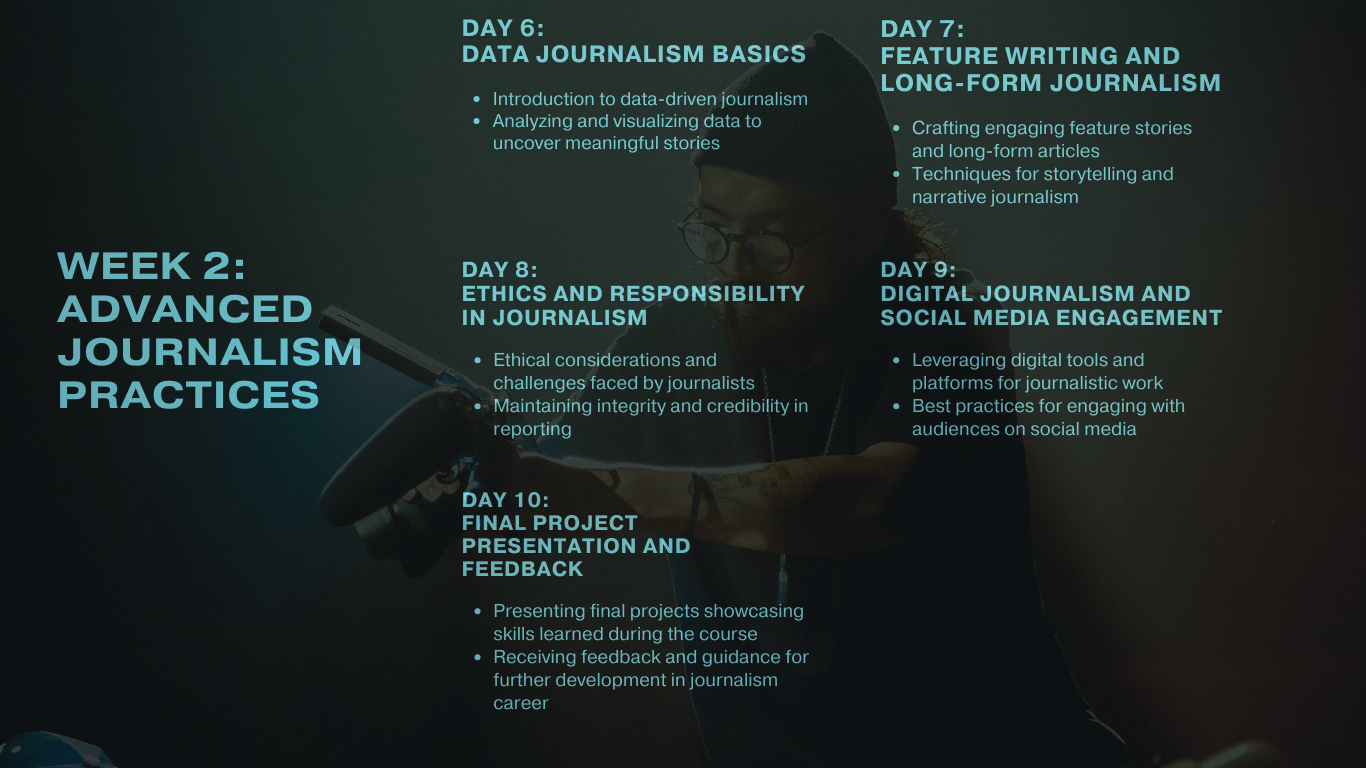 WEEK 2:
ADVANCED
JOURNALISM
PRACTICES
DAY 6:
DATA JOURNALISM BASICS
• Introduction to data-driven journalism
• Analyzing and visualizing data to
uncover meaningful stories
DAY 7:
FEATURE WRITING AND
LONG-FORM JOURNALISM
• Crafting engaging feature stories
and long-form articles
• Techniques for storytelling and
narrative journalism
DAY 8:
ETHICS AND RESPONSIBILITY
IN JOURNALISM
• Ethical considerations and
challenges faced by journalists
• Maintaining integrity and credibility in
reporting
DAY 9:
DIGITAL JOURNALISM AND
SOCIAL MEDIA ENGAGEMENT
• Leveraging digital tools and
platforms for journalistic work
• Best practices for engaging with
audiences on social media
DAY 10:
FINAL PROJECT
PRESENTATION AND
FEEDBACK
• Presenting final projects showcasing
skills learned during the course
• Receiving feedback and guidance for
further development in journalism
career